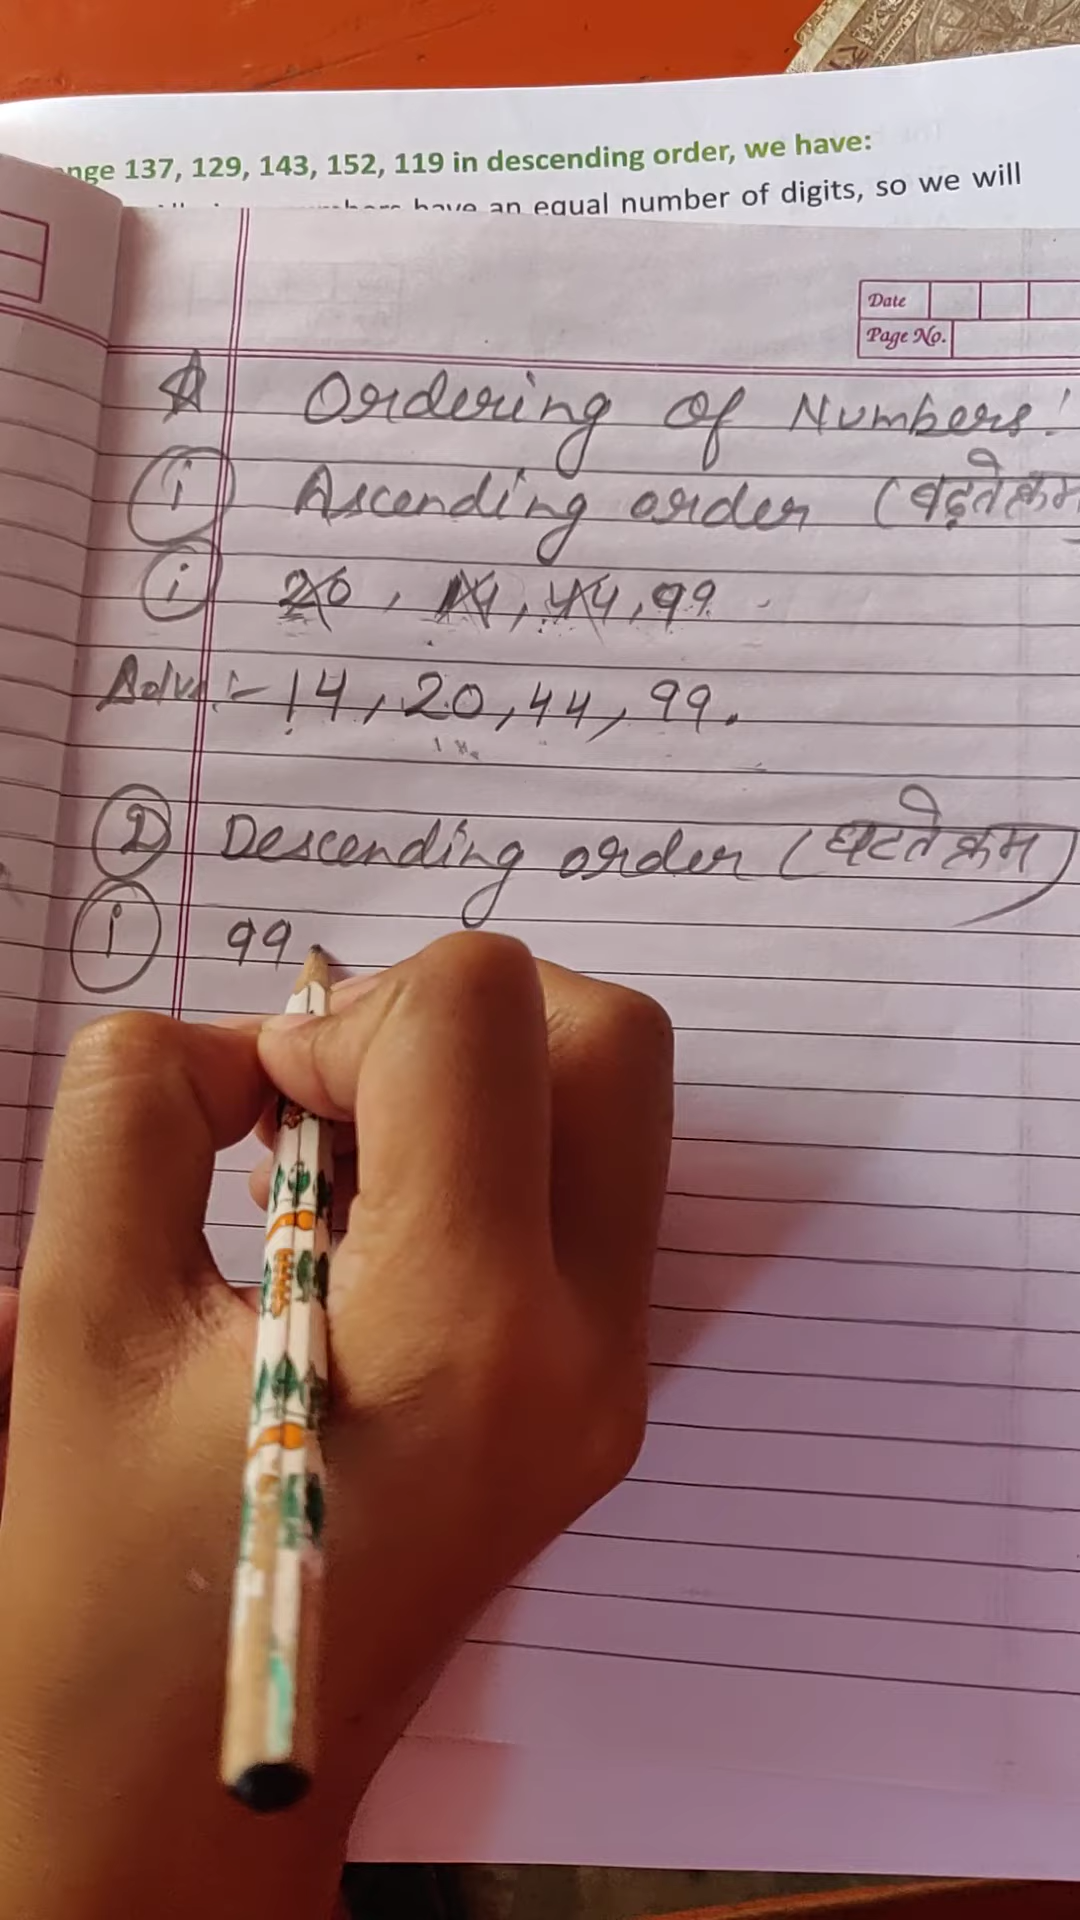 nge 137, 129, 143, 152, 119 in descending order, we have:
have an equal number of digits, so we will
Date
Page No.
Ordering of Numbers:
i Ascending order (बढ़ते क्रम
i 20, 14, 44, 99
Solve:- 14, 20, 44, 99.
2 Descending order (घटते क्रम)
i 99